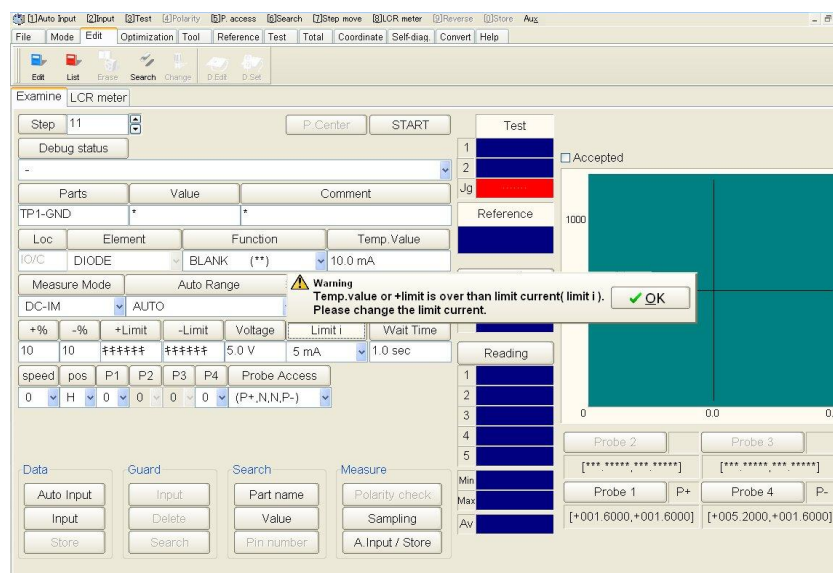 [1]Auto Input [2]Input [3]Test [4]Polarity [5]P. access [6]Search [7]Step move [8]LCR meter [9]Reverse [0]Store Aux
File Mode Edit Optimization Tool Reference Test Total Coordinate Self-diag. Convert Help
Edit List Erase Search Change D.Edit D.Set
Examine LCR meter
Step 11 P.Center START
Debug status
-
Parts Value Comment
TP1-GND * *
Loc Element Function Temp.Value
IO/C DIODE BLANK (**) 10.0 mA
Measure Mode Auto Range
DC-IM AUTO
+% -% +Limit -Limit Voltage Limit i Wait Time
10 10 ‡‡‡‡‡‡ ‡‡‡‡‡‡ 5.0 V 5 mA 1.0 sec
speed pos P1 P2 P3 P4 Probe Access
0 H 0 0 0 0 (P+,N,N,P-)
Data
Auto Input
Input
Store
Guard
Input
Delete
Search
Search
Part name
Value
Pin number
Measure
Polarity check
Sampling
A.Input / Store
Test
1
2
Jg
Reference
Warning
Temp.value or +limit is over than limit current( limit i ).
Please change the limit current.
OK
Reading
1
2
3
4
5
Min
Max
Av
Accepted
1000
0 0.0 0.
Probe 2 Probe 3
[***.*****,***.*****] [***.*****,***.*****]
Probe 1 P+ Probe 4 P-
[+001.6000,+001.6000] [+005.2000,+001.6000]